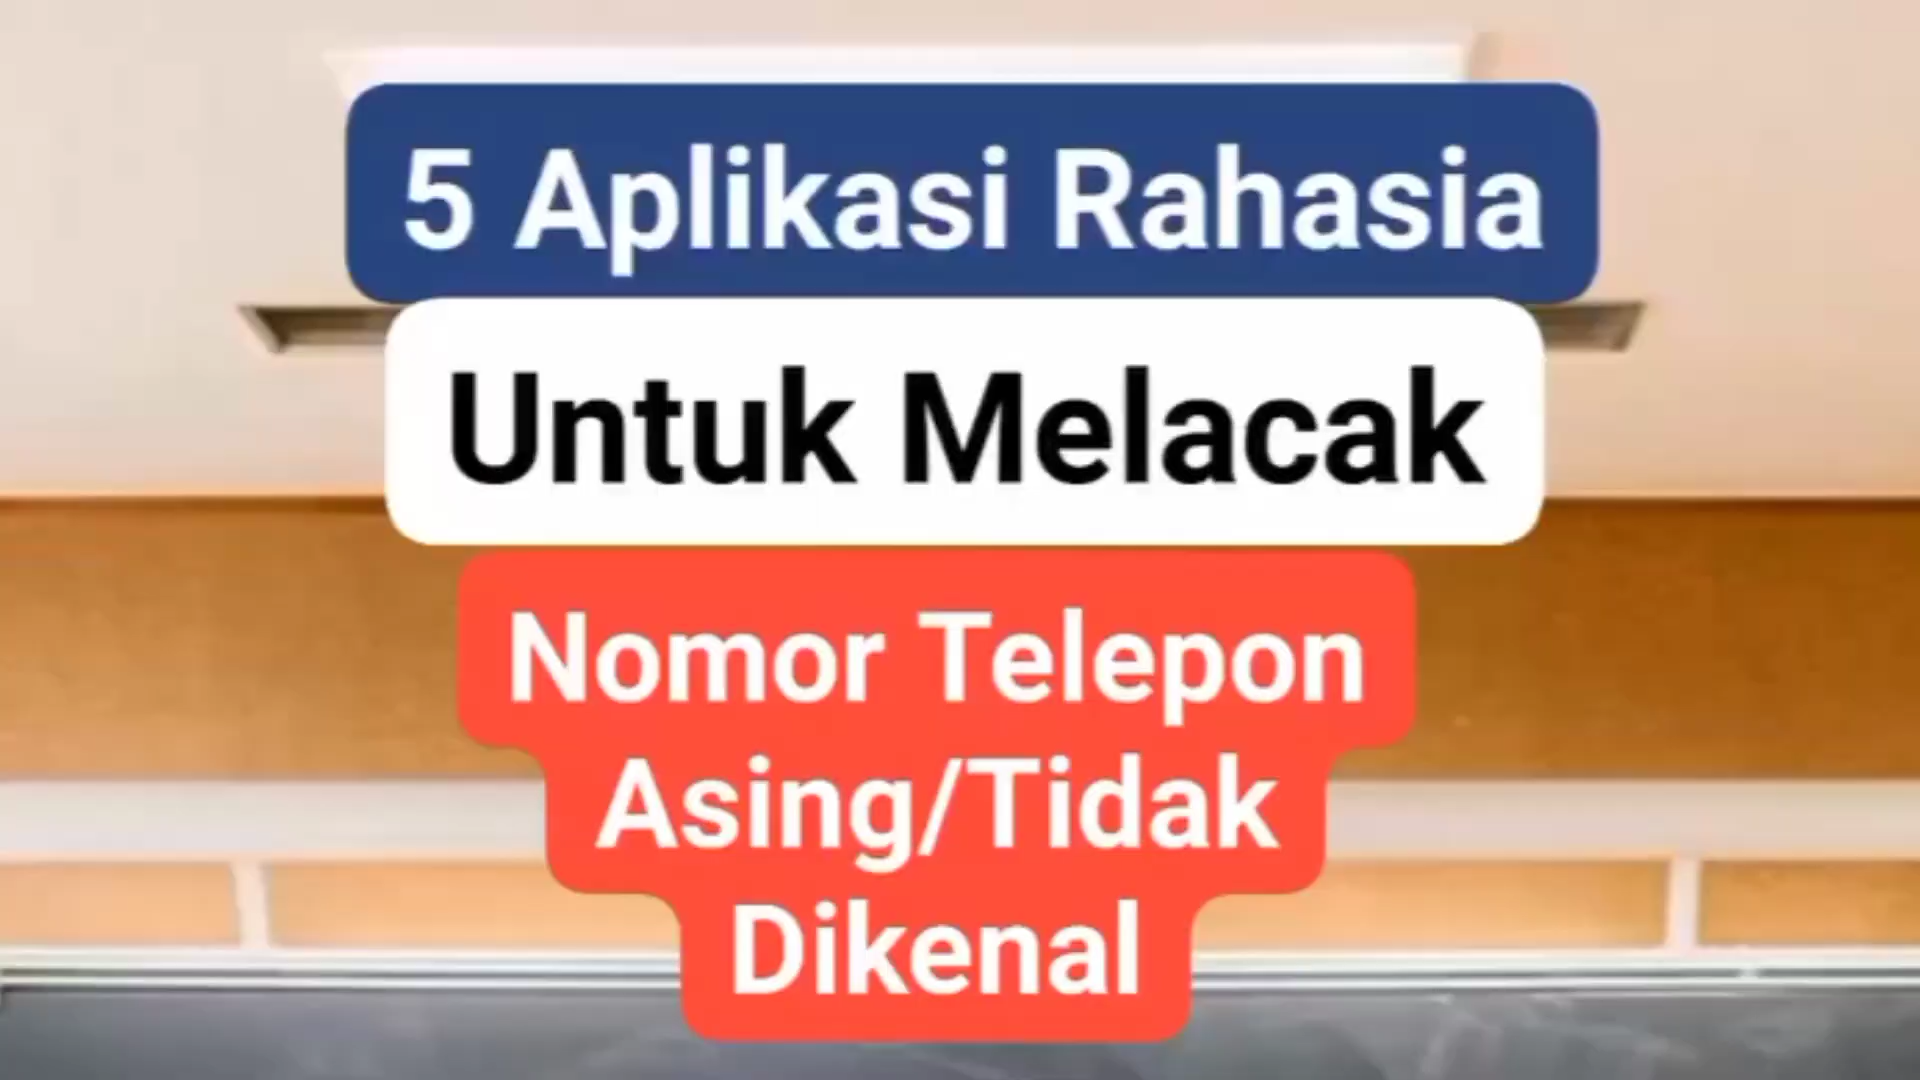 5 Aplikasi Rahasia
Untuk Melacak
Nomor Telepon
Asing/Tidak
Dikenal